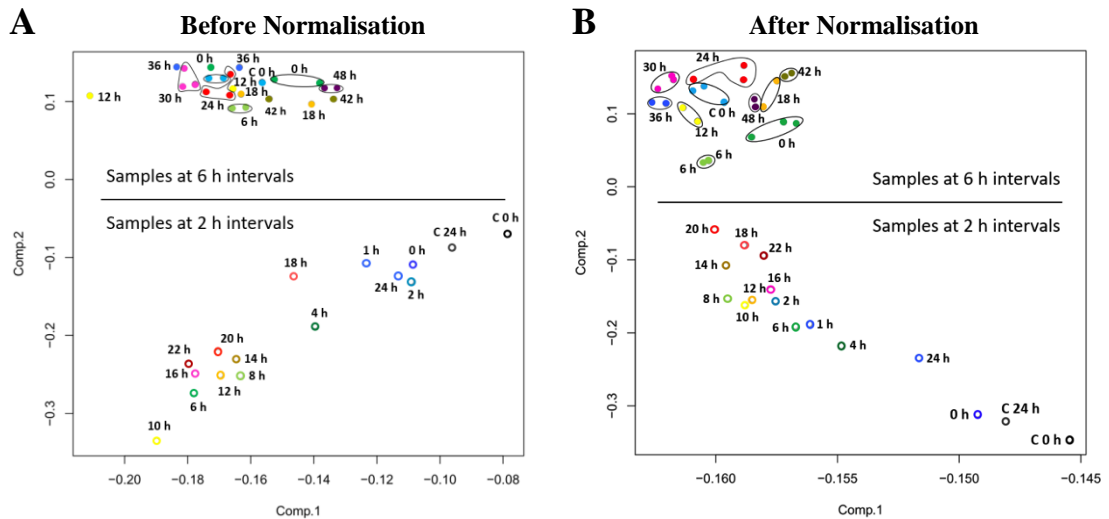 A
Before Normalisation
36 h
0 h
36 h
C 0 h
0 h
48 h
12 h
30 h
24 h
12 h
18 h
6 h
42 h
18 h
42 h
Samples at 6 h intervals
Samples at 2 h intervals
C 0 h
C 24 h
0 h
1 h
24 h
2 h
18 h
4 h
20 h
22 h
14 h
16 h
12 h
8 h
6 h
10 h
0.1
0.0
−0.1
−0.2
−0.3
Comp.2
−0.20
−0.18
−0.16
−0.14
−0.12
−0.10
−0.08
Comp.1
B
After Normalisation
24 h
42 h
30 h
C 0 h
18 h
36 h
12 h
48 h
0 h
6 h
6 h
Samples at 6 h intervals
Samples at 2 h intervals
20 h
18 h
22 h
14 h
16 h
8 h
12 h
2 h
10 h
6 h
1 h
4 h
24 h
0 h
C 24 h
C 0 h
0.1
0.0
−0.1
−0.2
−0.3
Comp.2
−0.160
−0.155
−0.150
−0.145
Comp.1